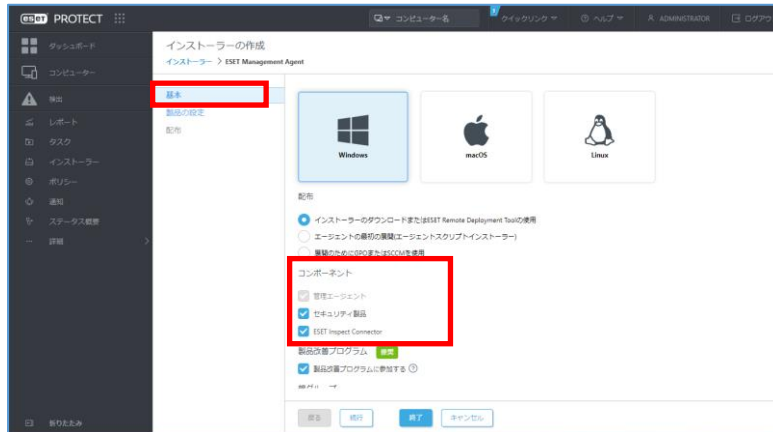 eset PROTECT
コンピューター名
クイックリンク
ヘルプ
ADMINISTRATOR
ログアウ
ダッシュボード
コンピューター
検出
レポート
タスク
インストーラー
ポリシー
通知
ステータス概要
詳細
折りたたみ
インストーラーの作成
インストーラー > ESET Management Agent
基本
製品の設定
配布
Windows
macOS
Linux
配布
インストーラーのダウンロードまたはESET Remote Deployment Toolの使用
エージェントの最初の展開(エージェントスクリプトインストーラー)
展開のためにGPOまたはSCCMを使用
コンポーネント
管理エージェント
セキュリティ製品
ESET Inspect Connector
製品改善プログラム 推奨
製品改善プログラムに参加する
戻る 続行 終了 キャンセル